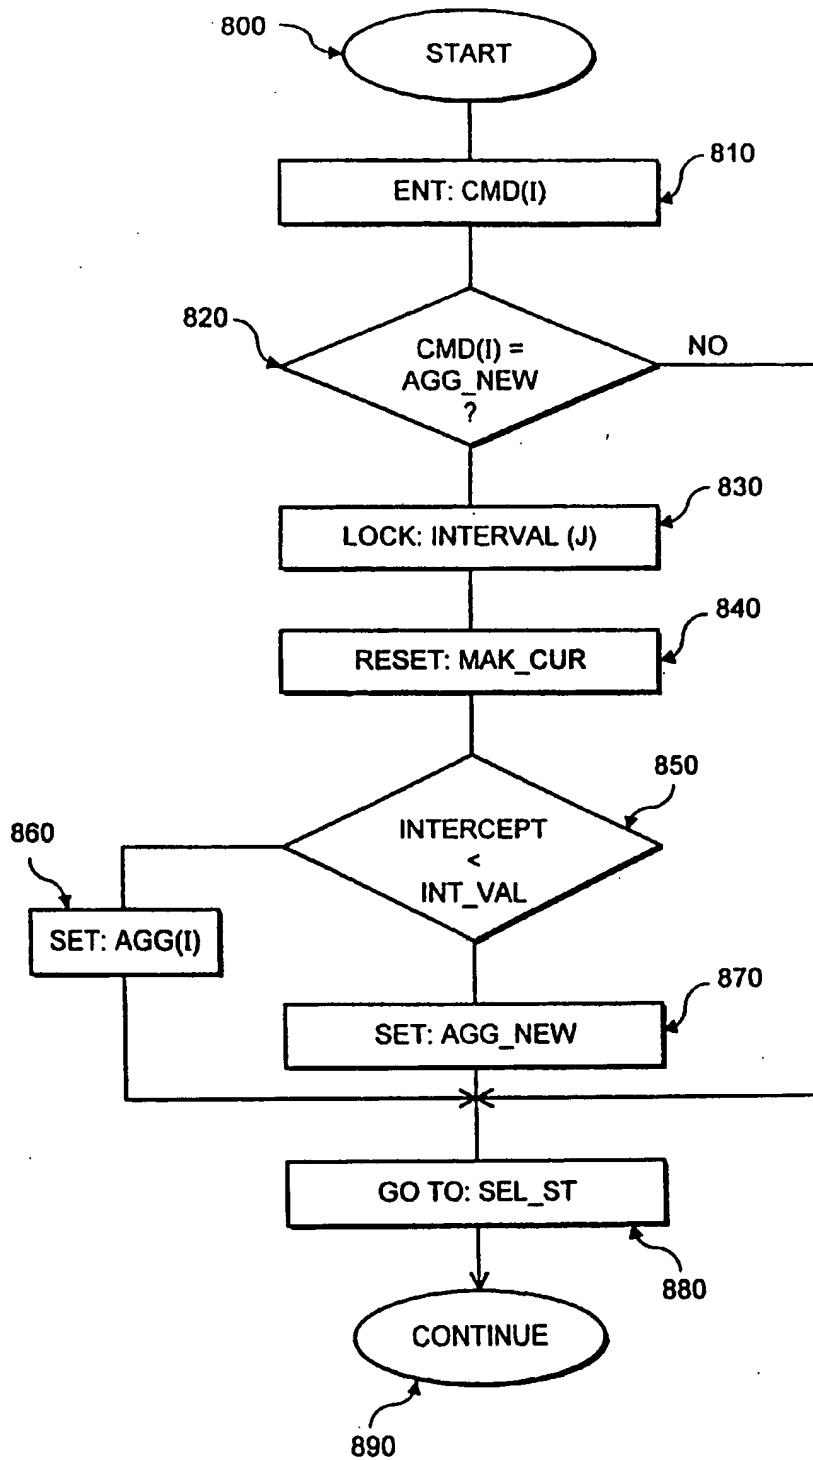 800
START
810
ENT: CMD(I)
820
CMD(I) =
AGG_NEW
?
NO
830
LOCK: INTERVAL (J)
840
RESET: MAK_CUR
850
INTERCEPT
<
INT_VAL
860
SET: AGG(I)
870
SET: AGG_NEW
GO TO: SEL_ST
880
CONTINUE
890